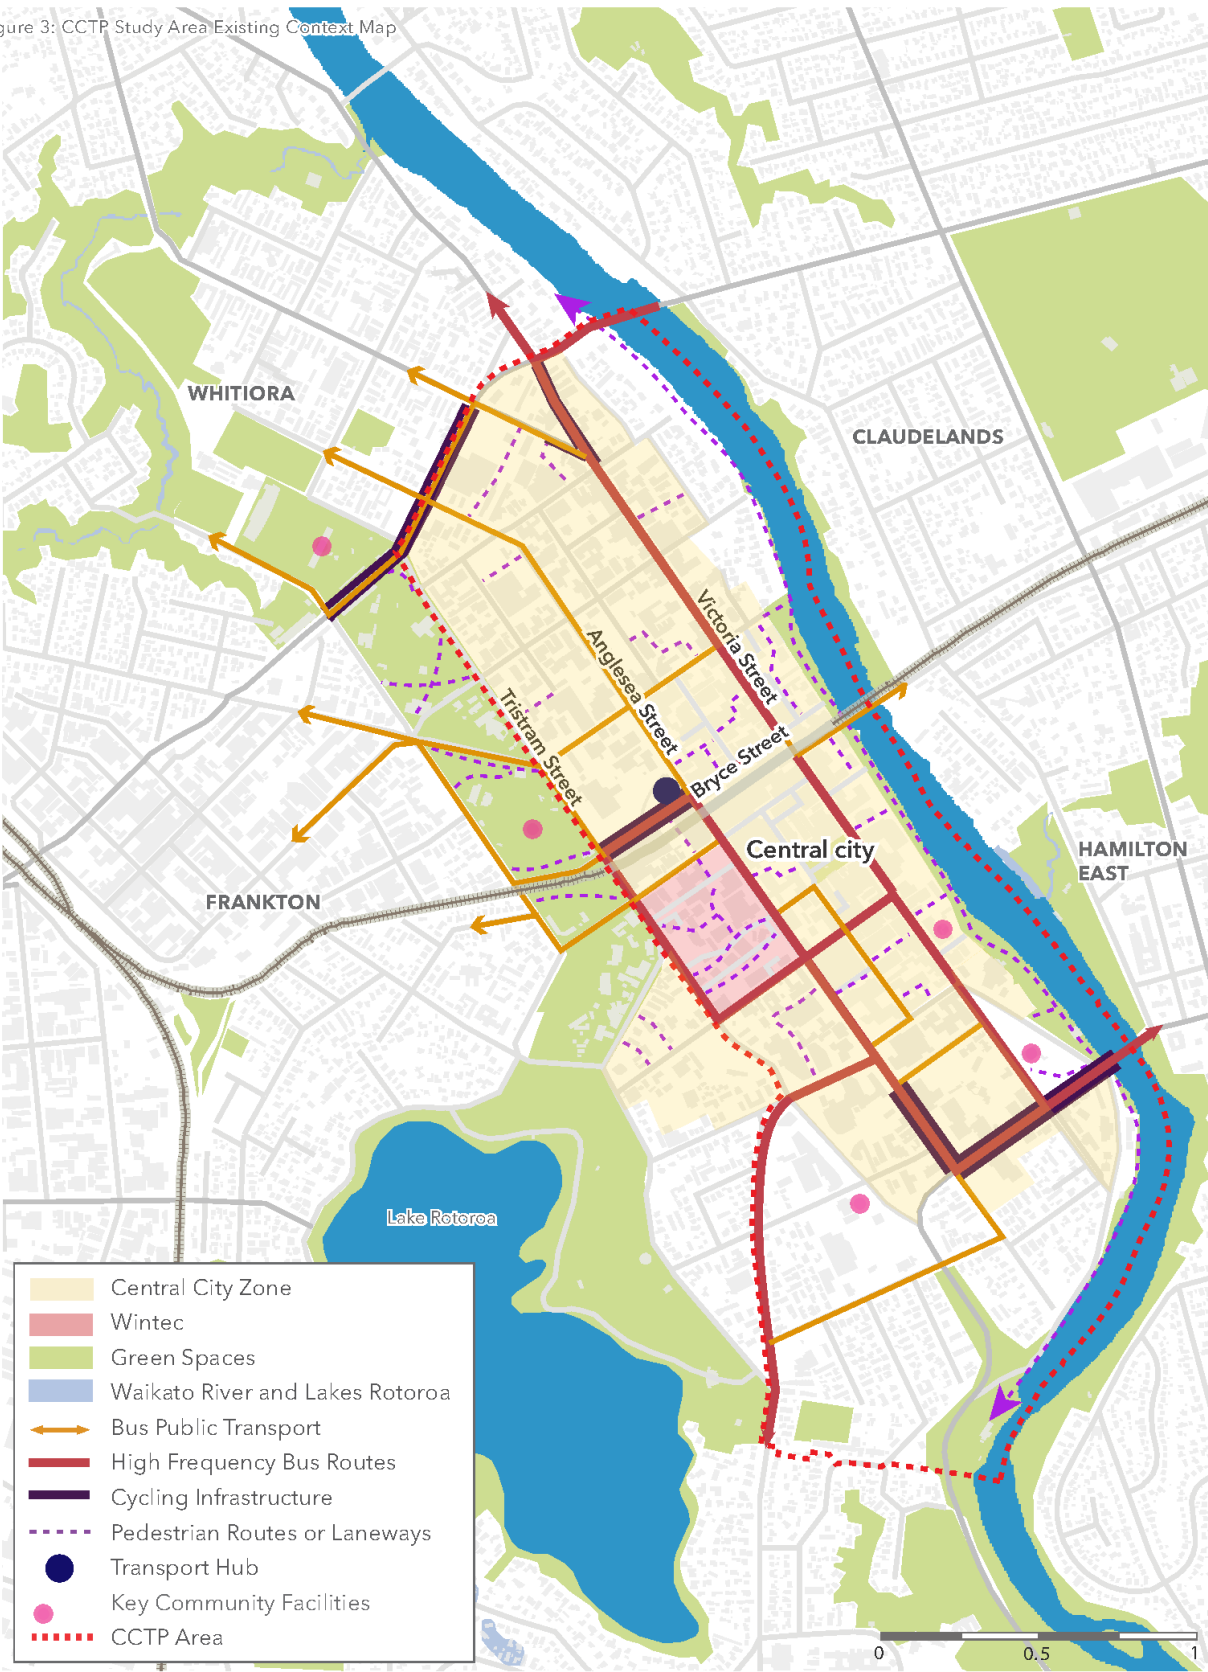 gure 3: CCTP Study Area Existing Context Map
WHITIORA
CLAUDELANDS
Victoria Street
Anglesea Street
Tristram Street
Bryce Street
Central city
HAMILTON
EAST
FRANKTON
Lake Rotoroa
Central City Zone
Wintec
Green Spaces
Waikato River and Lakes Rotoroa
Bus Public Transport
High Frequency Bus Routes
Cycling Infrastructure
Pedestrian Routes or Laneways
Transport Hub
Key Community Facilities
CCTP Area
0 0.5 1